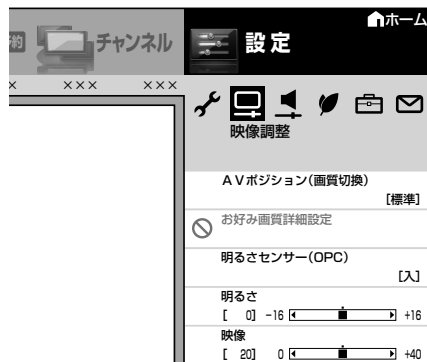 ホーム
約 チャンネル 設定
× ××× ×××
映像調整
AVポジション(画質切換)
[標準]
お好み画質詳細設定
明るさセンサー(OPC)
[入]
明るさ
[ 0] -16 +16
映像
[ 20] 0 +40